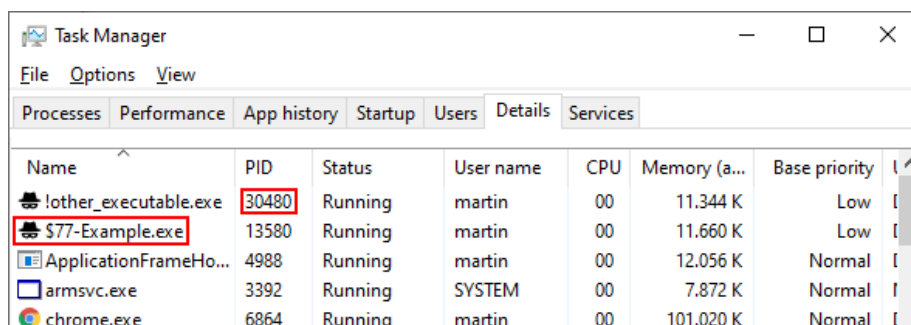 Task Manager
File Options View
Processes Performance App history Startup Users Details Services
Name PID Status User name CPU Memory (a... Base priority
!other_executable.exe 30480 Running martin 00 11.344 K Low
$77-Example.exe 13580 Running martin 00 11.660 K Low
ApplicationFrameHo... 4988 Running martin 00 12.056 K Normal
armsvc.exe 3392 Running SYSTEM 00 7.872 K Normal
chrome.exe 6864 Running martin 00 101.020 K Normal